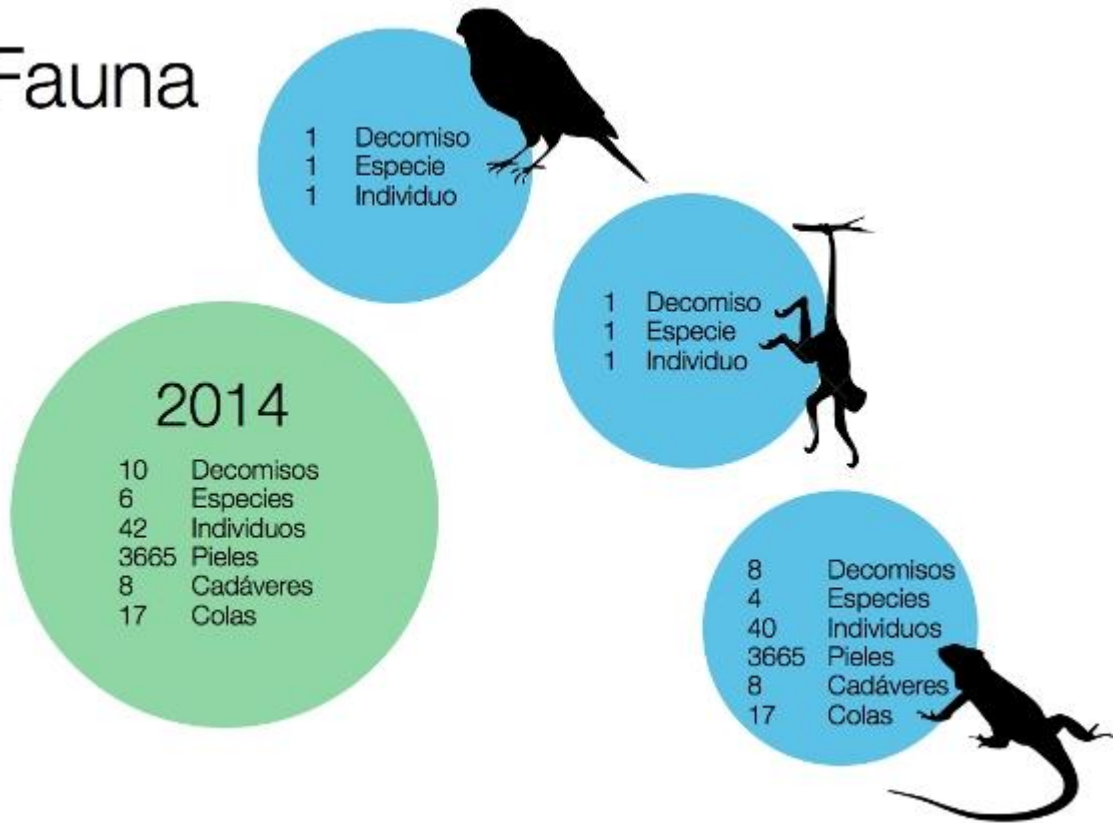 Fauna
1 Decomiso
1 Especie
1 Individuo
1 Decomiso
1 Especie
1 Individuo
2014
10 Decomisos
6 Especies
42 Individuos
3665 Pieles
8 Cadáveres
17 Colas
8 Decomisos
4 Especies
40 Individuos
3665 Pieles
8 Cadáveres
17 Colas